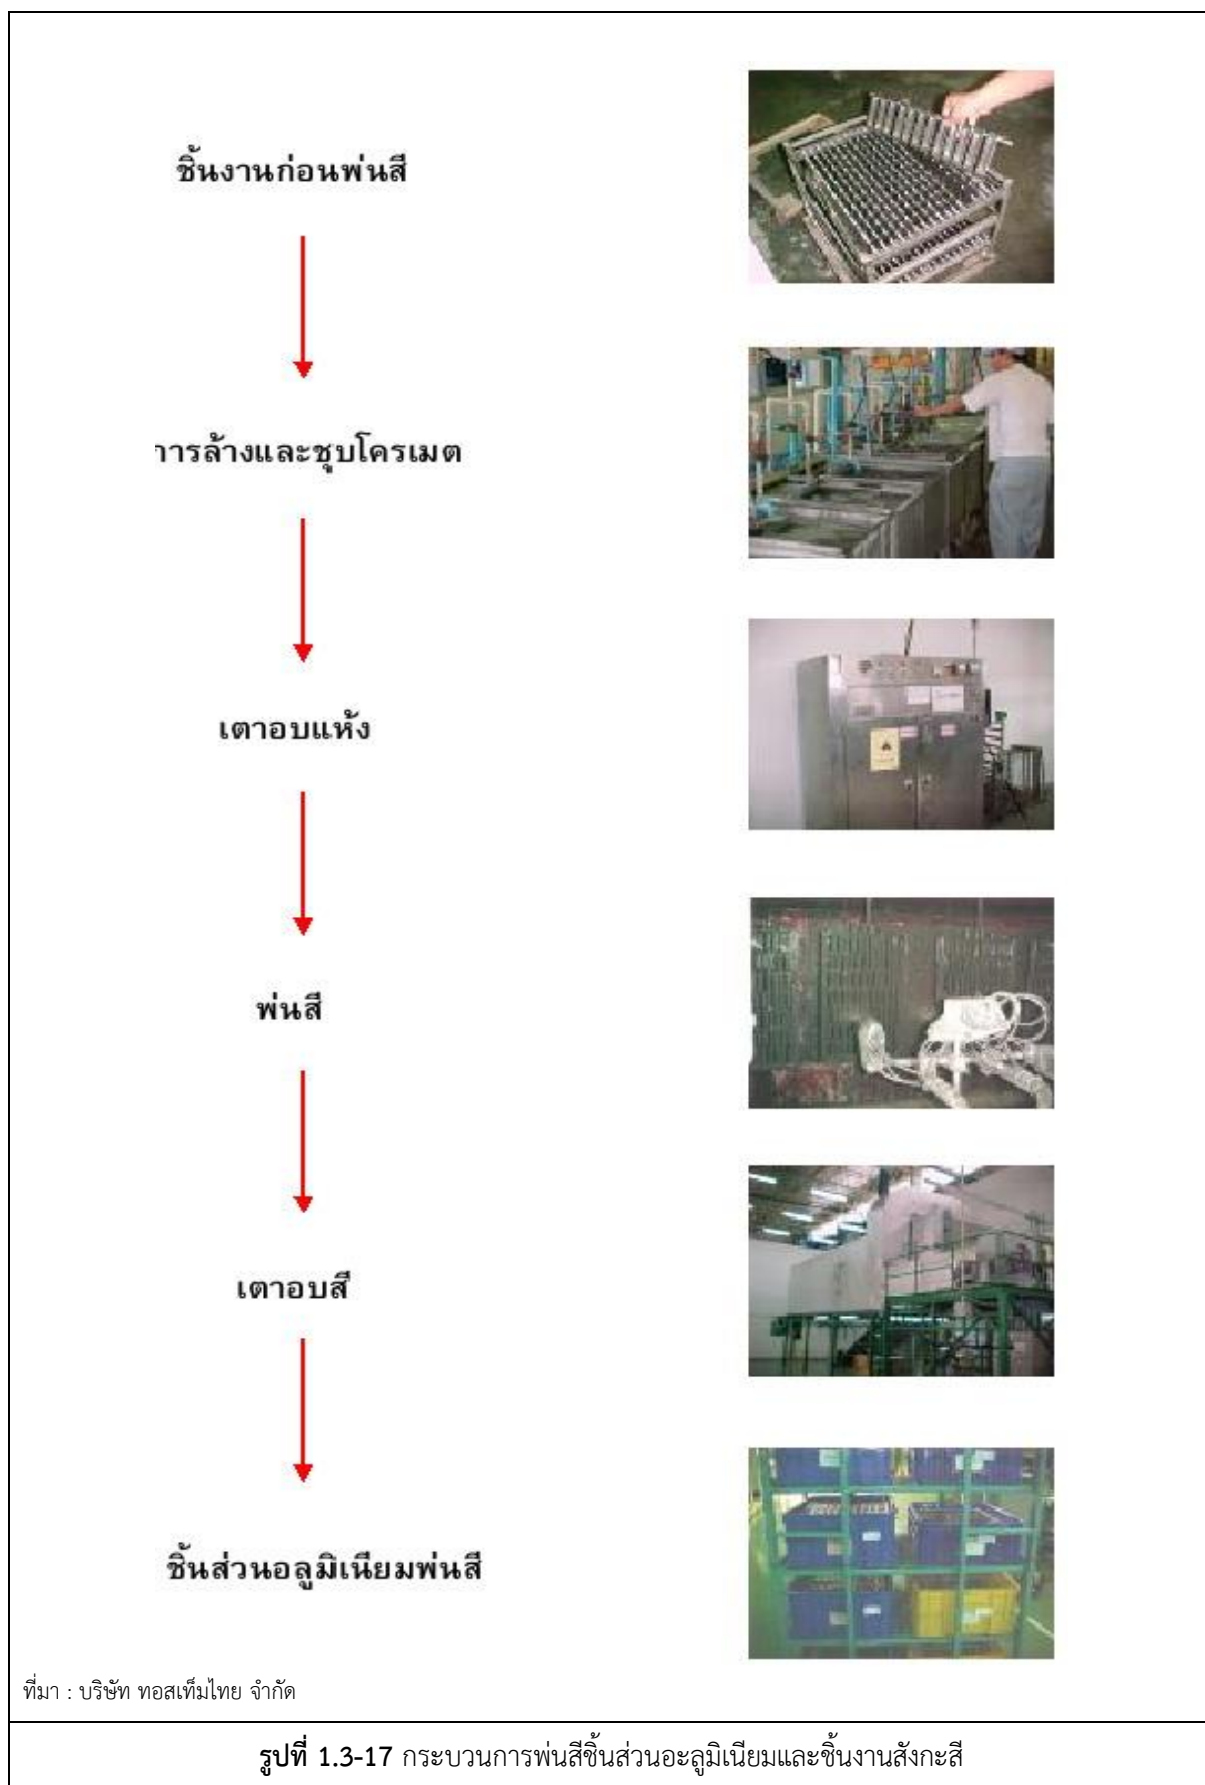 ชิ้นงานก่อนพ่นสี
การล้างและชุบโครเมต
เตาอบแห้ง
พ่นสี
เตาอบสี
ชิ้นส่วนอลูมิเนียมพ่นสี
ที่มา : บริษัท ทอสเท็มไทย จำกัด
รูปที่ 1.3-17 กระบวนการพ่นสีชิ้นส่วนอะลูมิเนียมและชิ้นงานสังกะสี